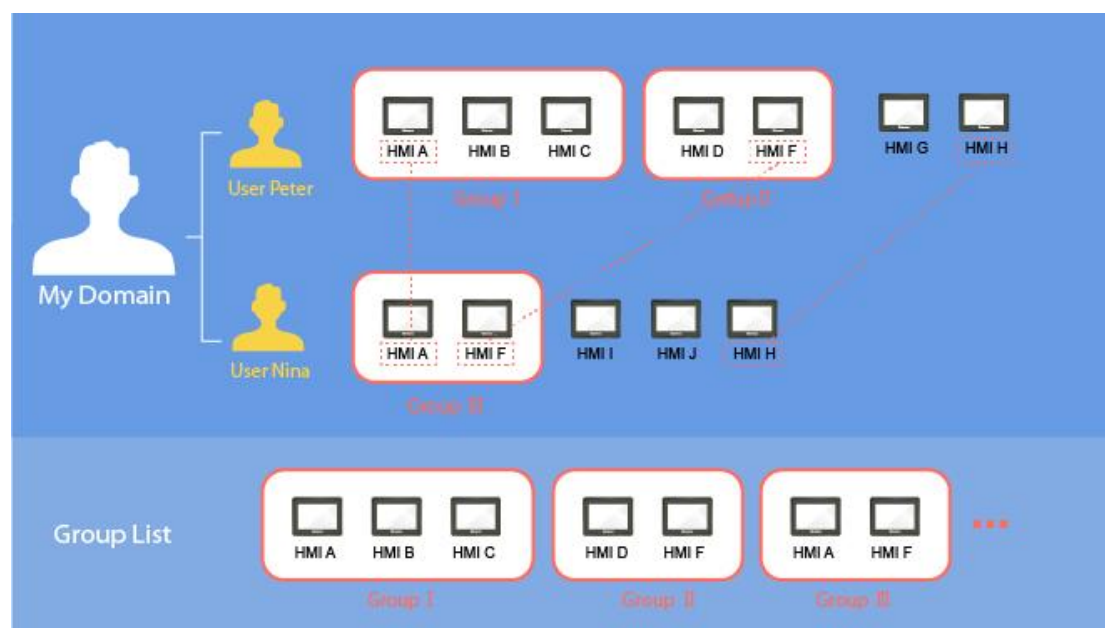 HMI A HMI B HMI C HMI D HMI F HMI G HMI H
User Peter
Group I Group II
My Domain
HMI A HMI F HMI I HMI J HMI H
User Nina
Group III
Group List
HMI A HMI B HMI C HMI D HMI F HMI A HMI F
Group I Group II Group III